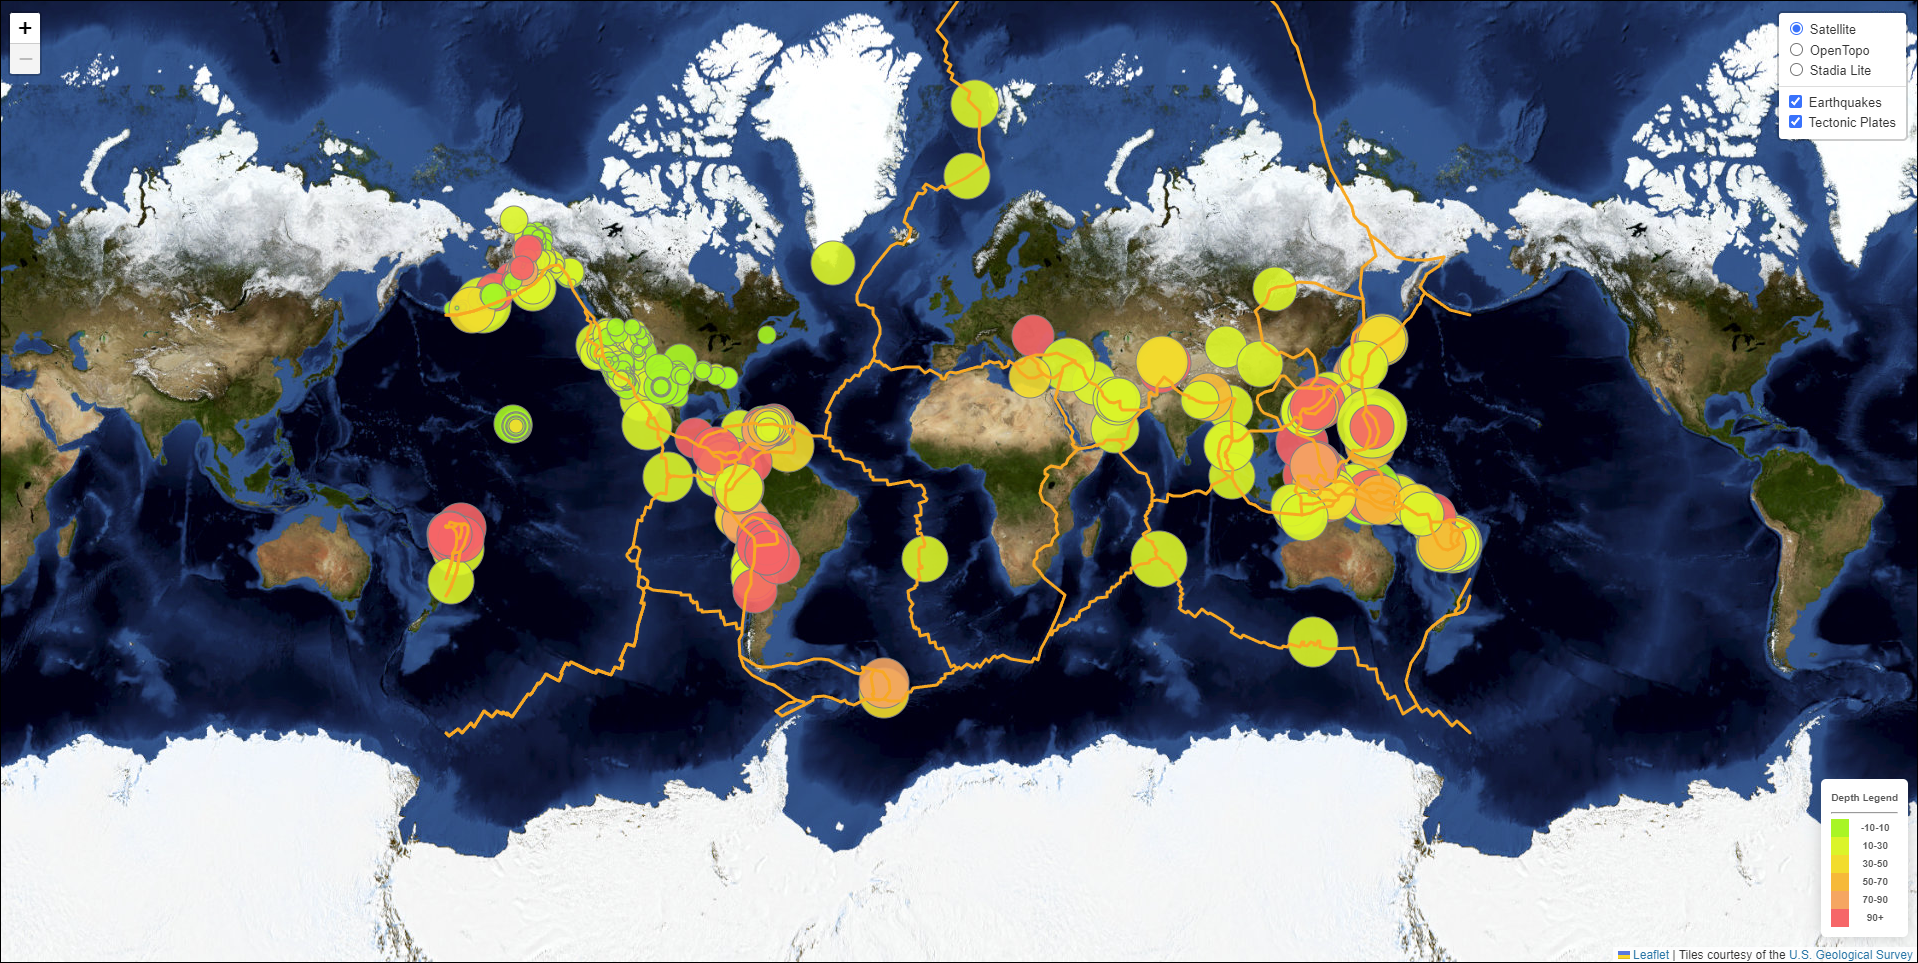 +
−
Satellite
OpenTopo
Stadia Lite
Earthquakes
Tectonic Plates
Depth Legend
-10-10
10-30
30-50
50-70
70-90
90+
Leaflet | Tiles courtesy of the U.S. Geological Survey